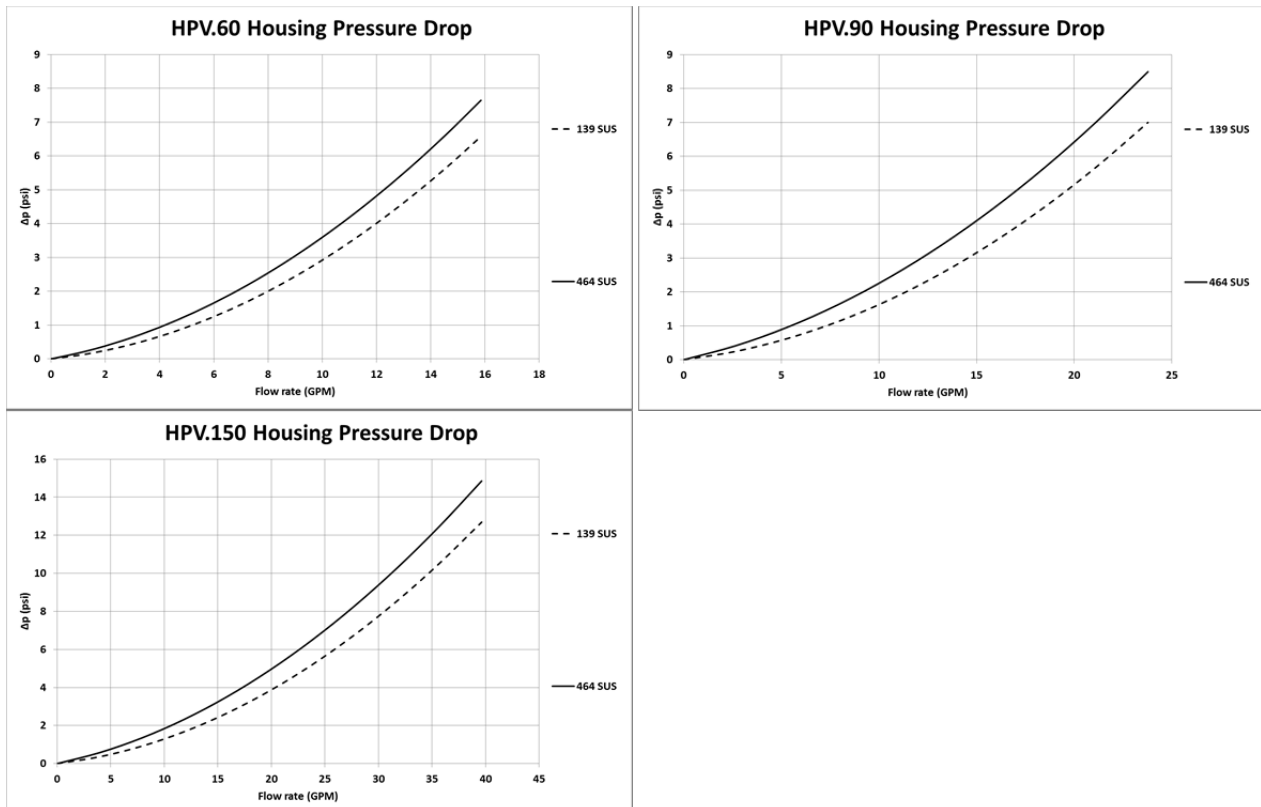 HPV.60 Housing Pressure Drop
9
8
7
6
5
4
3
2
1
0
Δp (psi)
0 2 4 6 8 10 12 14 16 18
Flow rate (GPM)
139 SUS
464 SUS
HPV.90 Housing Pressure Drop
9
8
7
6
5
4
3
2
1
0
Δp (psi)
0 5 10 15 20 25
Flow rate (GPM)
139 SUS
464 SUS
HPV.150 Housing Pressure Drop
16
14
12
10
8
6
4
2
0
Δp (psi)
0 5 10 15 20 25 30 35 40 45
Flow rate (GPM)
139 SUS
464 SUS